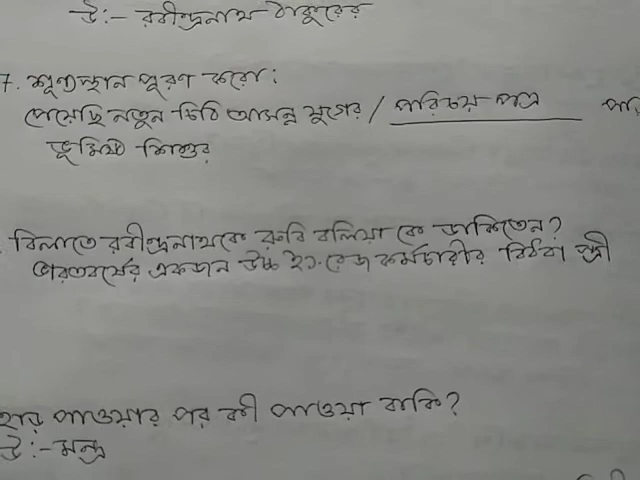 উঃ- রবীন্দ্রনাথ ঠাকুরের
7. শূন্যস্থান পূরণ করো:
পেয়েছি নতুন চিঠি আসন্ন যুগের / পরিচয়-পত্র
ভূমিষ্ঠ শিশুর
বিলাতে রবীন্দ্রনাথকে রুবি বলিয়া কে ডাকিতেন?
ভারতবর্ষের একজন উচ্চ ইংরেজ কর্মচারীর বিধবা স্ত্রী
পাওয়ার পর কী পাওয়া বাকি?
উঃ- মন্দ্র